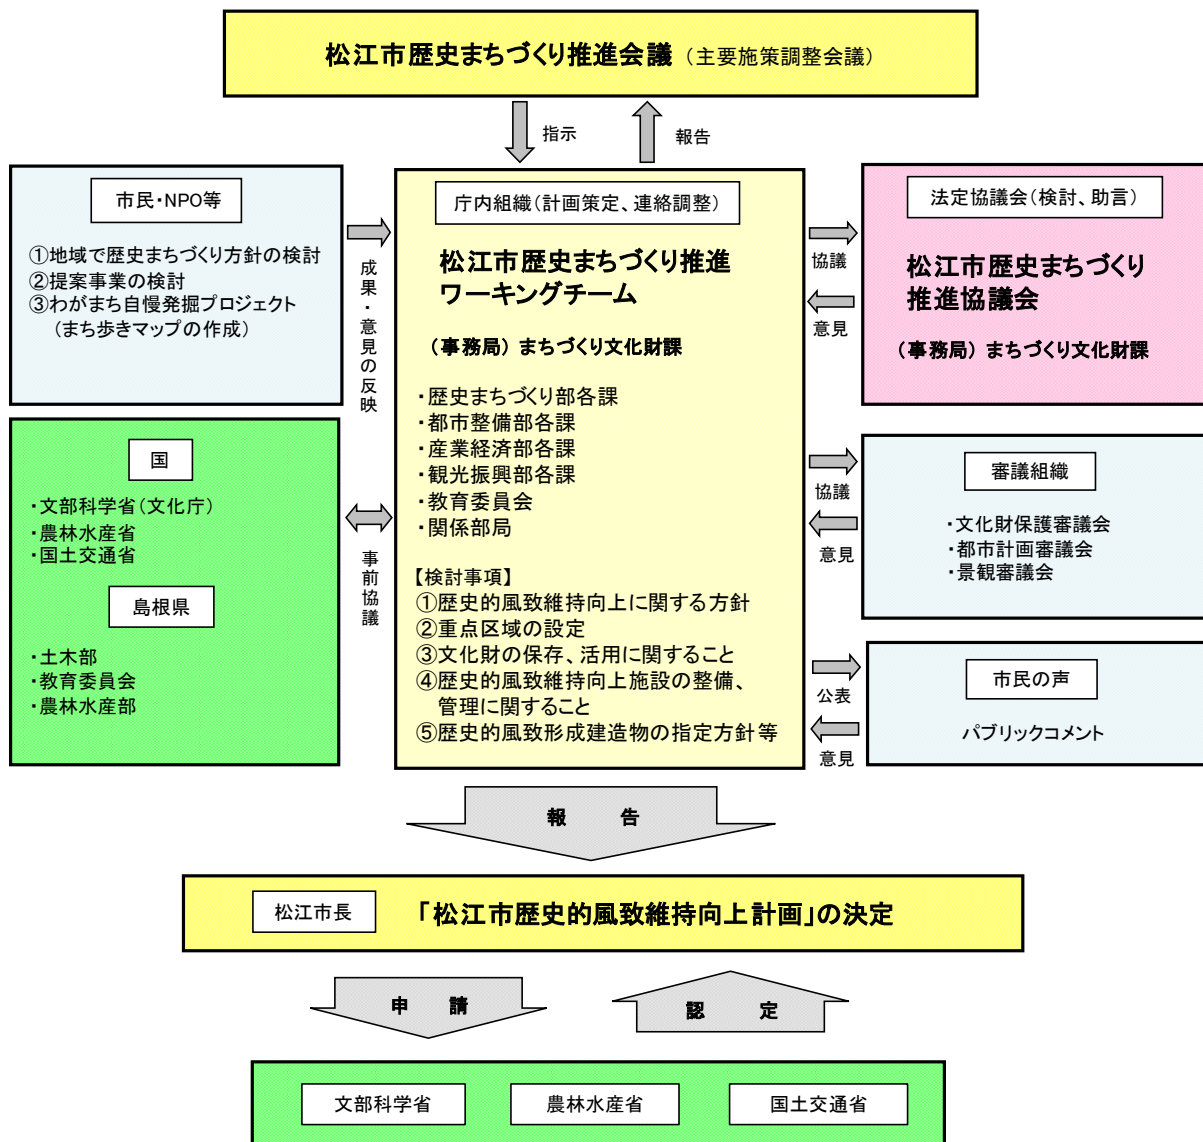 松江市歴史まちづくり推進会議（主要施策調整会議）
指示
報告
市民・NPO等
①地域で歴史まちづくり方針の検討
②提案事業の検討
③わがまち自慢発掘プロジェクト
（まち歩きマップの作成）
成果・意見の反映
国
・文部科学省（文化庁）
・農林水産省
・国土交通省
島根県
・土木部
・教育委員会
・農林水産部
事前協議
庁内組織（計画策定、連絡調整）
松江市歴史まちづくり推進
ワーキングチーム
（事務局）まちづくり文化財課
・歴史まちづくり部各課
・都市整備部各課
・産業経済部各課
・観光振興部各課
・教育委員会
・関係部局
【検討事項】
①歴史的風致維持向上に関する方針
②重点区域の設定
③文化財の保存、活用に関すること
④歴史的風致維持向上施設の整備、
管理に関すること
⑤歴史的風致形成建造物の指定方針等
協議
意見
法定協議会（検討、助言）
松江市歴史まちづくり
推進協議会
（事務局）まちづくり文化財課
協議
意見
審議組織
・文化財保護審議会
・都市計画審議会
・景観審議会
公表
意見
市民の声
パブリックコメント
報　告
松江市長
「松江市歴史的風致維持向上計画」の決定
申　請
認　定
文部科学省
農林水産省
国土交通省